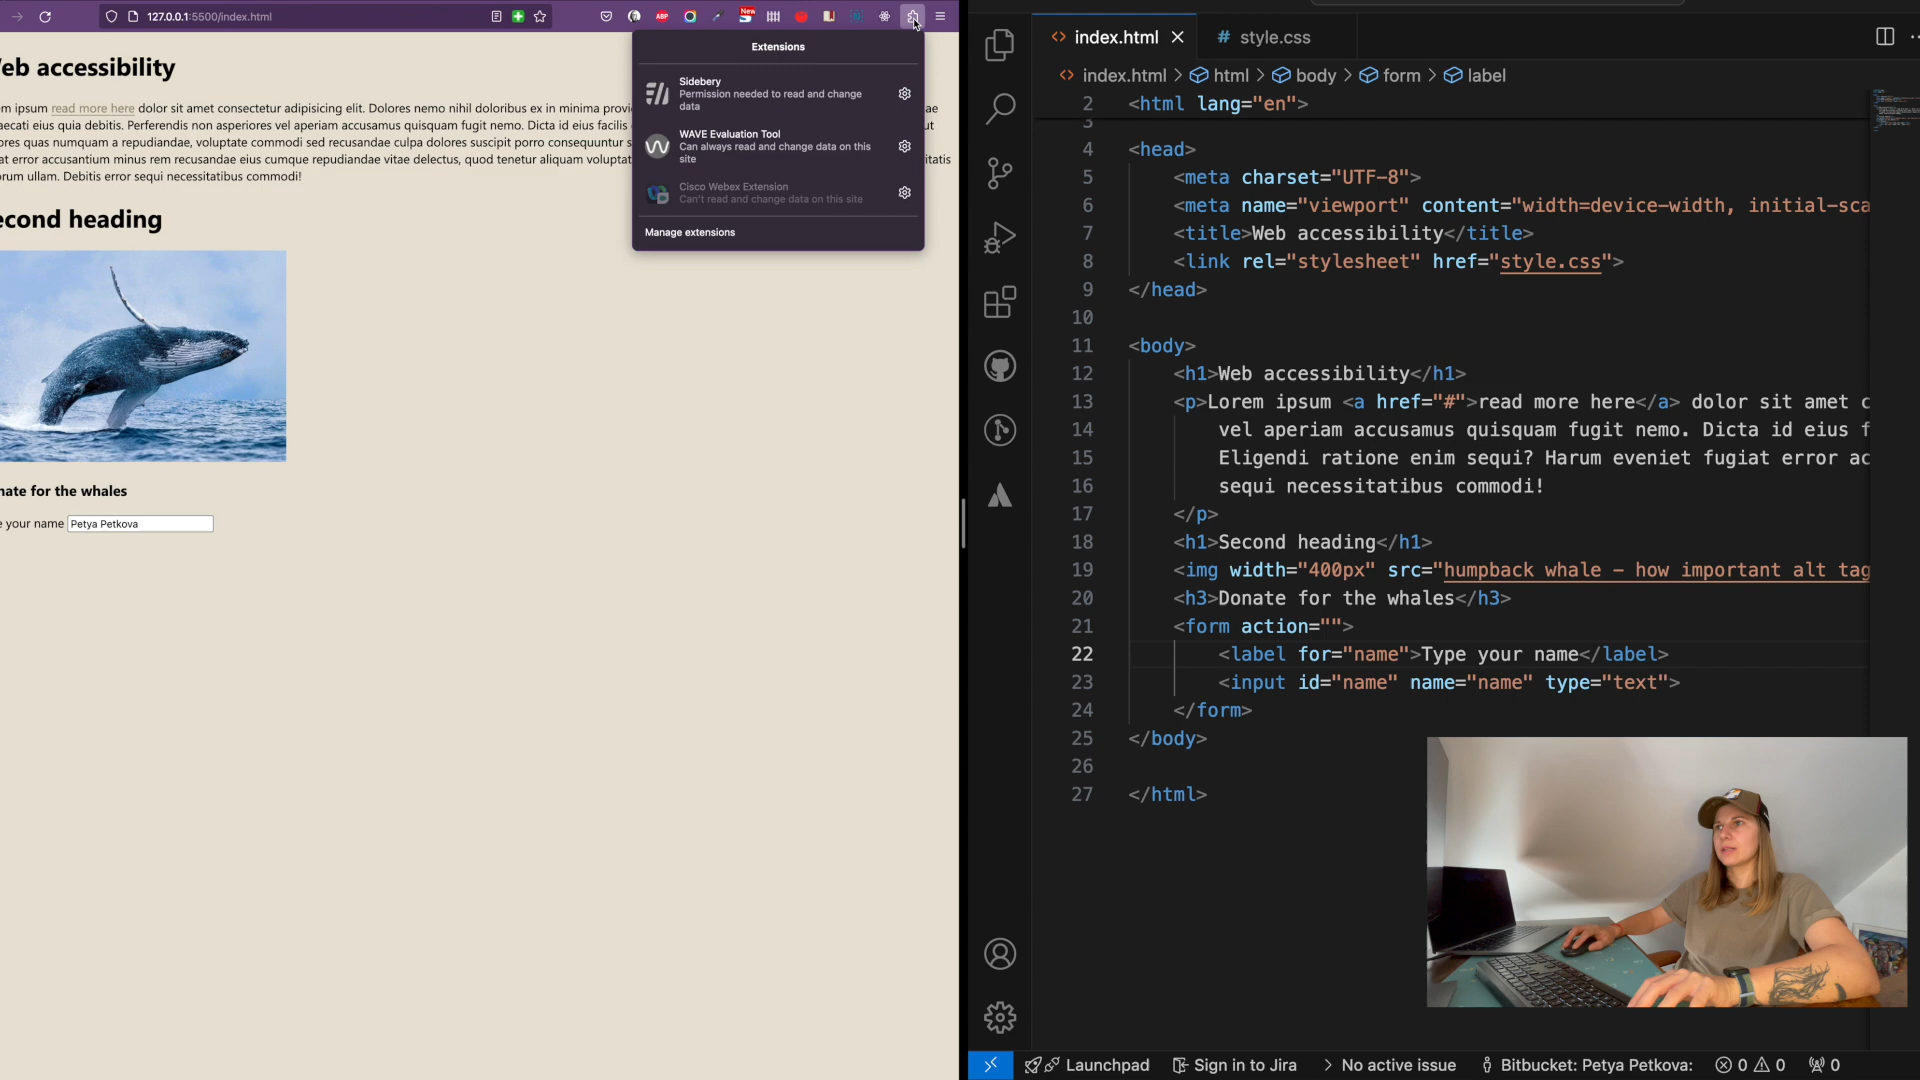 127.0.0.1:5500/index.html
ABP
New
Extensions
Sidebery
Permission needed to read and change
data
WAVE Evaluation Tool
Can always read and change data on this
site
Cisco Webex Extension
Can't read and change data on this site
Manage extensions
eb accessibility
em ipsum read more here dolor sit amet consectetur adipisicing elit. Dolores nemo nihil doloribus ex in minima provi ae
aecati eius quia debitis. Perferendis non asperiores vel aperiam accusamus quisquam fugit nemo. Dicta id eius facilis ut
ores quas numquam a repudiandae, voluptate commodi sed recusandae culpa dolores suscipit porro consequuntur s
at error accusantium minus rem recusandae eius cumque repudiandae vitae delectus, quod tenetur aliquam voluptat itatis
orum ullam. Debitis error sequi necessitatibus commodi!
econd heading
nate for the whales
e your name Petya Petkova
index.html
# style.css
index.html > html > body > form > label
2 <html lang="en">
3
4 <head>
5 <meta charset="UTF-8">
6 <meta name="viewport" content="width=device-width, initial-sca
7 <title>Web accessibility</title>
8 <link rel="stylesheet" href="style.css">
9 </head>
10
11 <body>
12 <h1>Web accessibility</h1>
13 <p>Lorem ipsum <a href="#">read more here</a> dolor sit amet c
14 vel aperiam accusamus quisquam fugit nemo. Dicta id eius f
15 Eligendi ratione enim sequi? Harum eveniet fugiat error ac
16 sequi necessitatibus commodi!
17 </p>
18 <h1>Second heading</h1>
19 <img width="400px" src="humpback whale - how important alt tag
20 <h3>Donate for the whales</h3>
21 <form action="">
22 <label for="name">Type your name</label>
23 <input id="name" name="name" type="text">
24 </form>
25 </body>
26
27 </html>
Launchpad Sign in to Jira > No active issue Bitbucket: Petya Petkova: 0 0 0